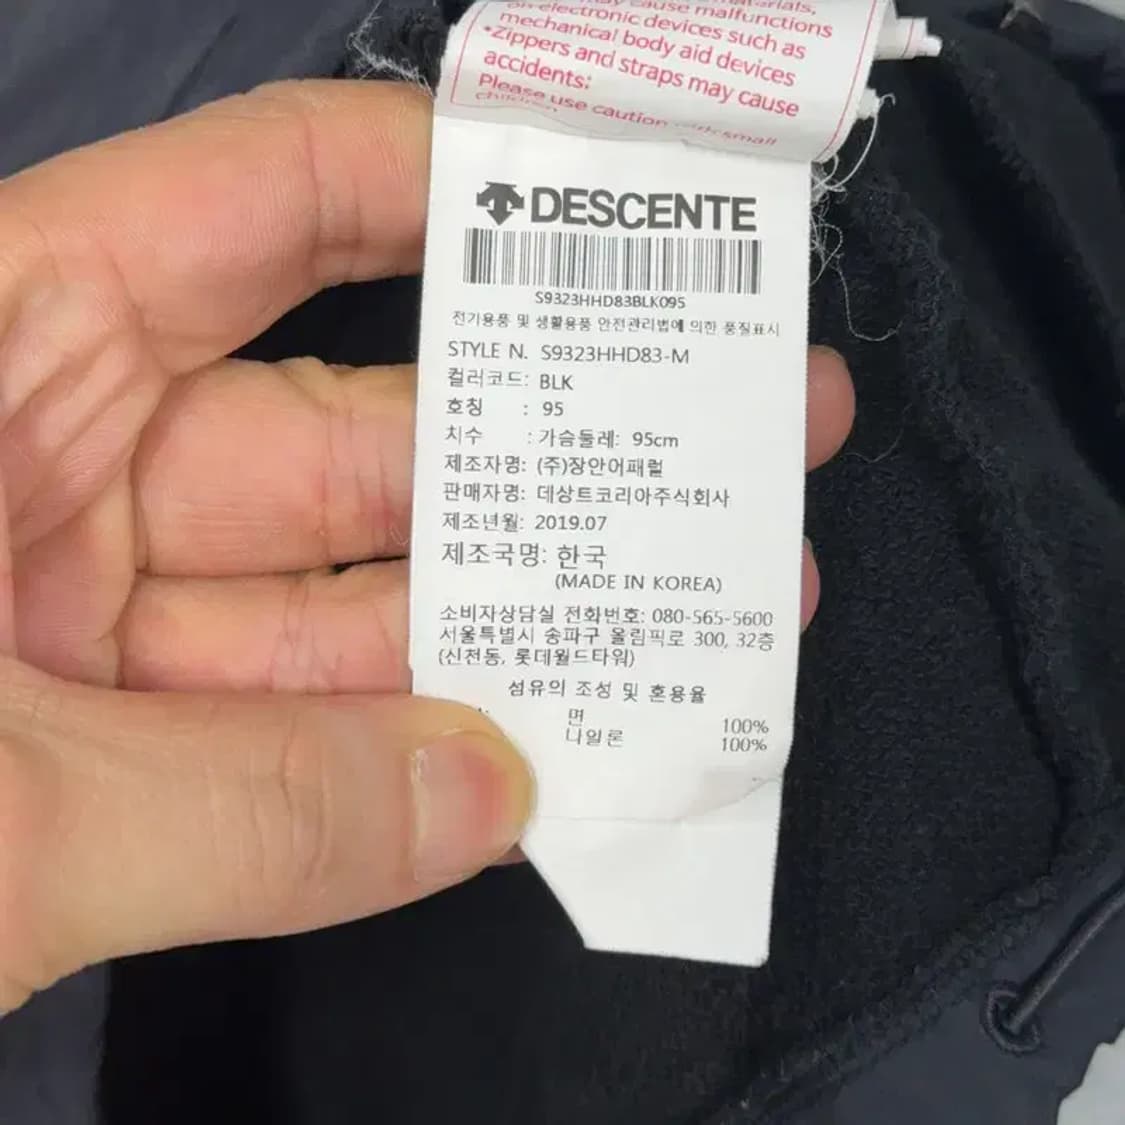 may cause malfunctions
on electronic devices such as
mechanical body aid devices
•Zippers and straps may cause
accidents:
Please use caution with small
children.
DESCENTE
S9323HHD83BLK095
전기용품 및 생활용품 안전관리법에 의한 품질표시
STYLE N. S9323HHD83-M
컬러코드: BLK
호칭 : 95
치수 : 가슴둘레: 95cm
제조자명: (주)장안어패럴
판매자명: 데상트코리아주식회사
제조년월: 2019.07
제조국명: 한국
(MADE IN KOREA)
소비자상담실 전화번호: 080-565-5600
서울특별시 송파구 올림픽로 300, 32층
(신천동, 롯데월드타워)
섬유의 조성 및 혼용율
면 100%
나일론 100%